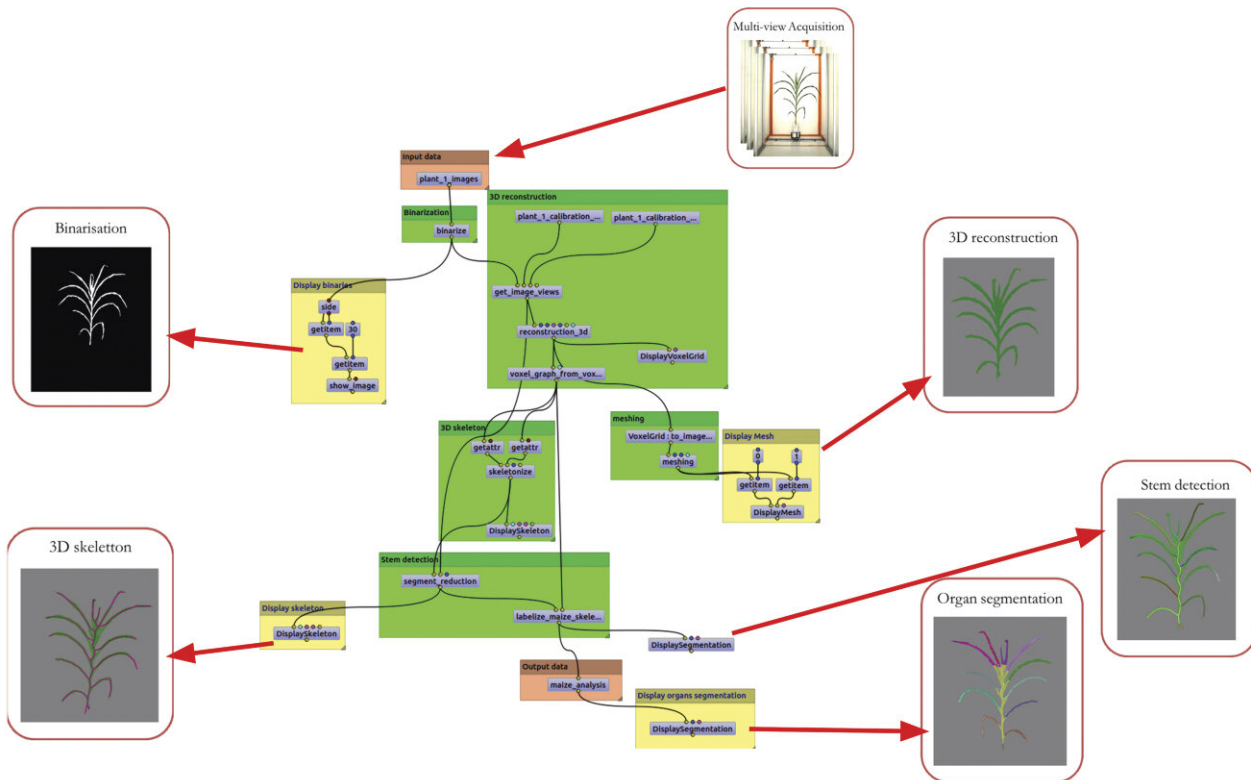 Multi-view Acquisition
Input data
plant_1_images
Binarization
binarize
3D reconstruction
plant_1_calibration_...
plant_1_calibration_...
get_image_views
reconstruction_3d
DisplayVoxelGrid
voxel_graph_from_vox...
Binarisation
Display binaries
side
getitem
30
getitem
show_image
3D reconstruction
3D skeleton
getattr
getattr
skeletonize
DisplaySkeleton
meshing
VoxelGrid : to_image...
meshing
Display Mesh
0
1
getitem
getitem
DisplayMesh
Stem detection
3D skeletton
Stem detection
segment_reduction
labelize_maize_skele...
Display skeleton
DisplaySkeleton
DisplaySegmentation
Organ segmentation
Output data
maize_analysis
Display organs segmentation
DisplaySegmentation